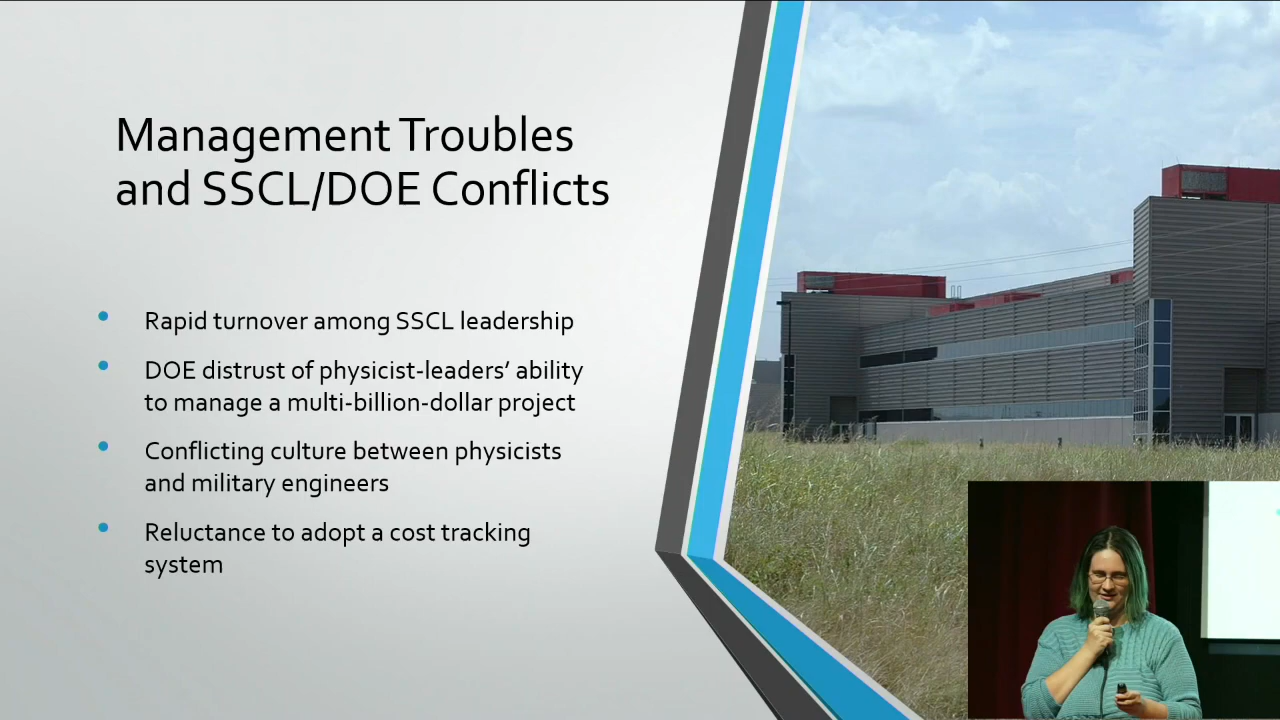 Management Troubles
and SSCL/DOE Conflicts
Rapid turnover among SSCL leadership
DOE distrust of physicist-leaders’ ability
to manage a multi-billion-dollar project
Conflicting culture between physicists
and military engineers
Reluctance to adopt a cost tracking
system